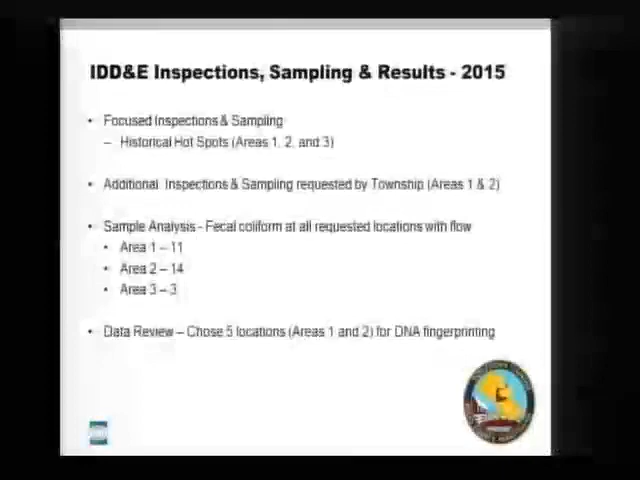 IDD&E Inspections, Sampling & Results - 2015
• Focused Inspections & Sampling
– Historical Hot Spots (Areas 1, 2, and 3)
• Additional Inspections & Sampling requested by Township (Areas 1 & 2)
• Sample Analysis - Fecal coliform at all requested locations with flow
• Area 1 – 11
• Area 2 – 14
• Area 3 – 3
• Data Review – Chose 5 locations (Areas 1 and 2) for DNA fingerprinting